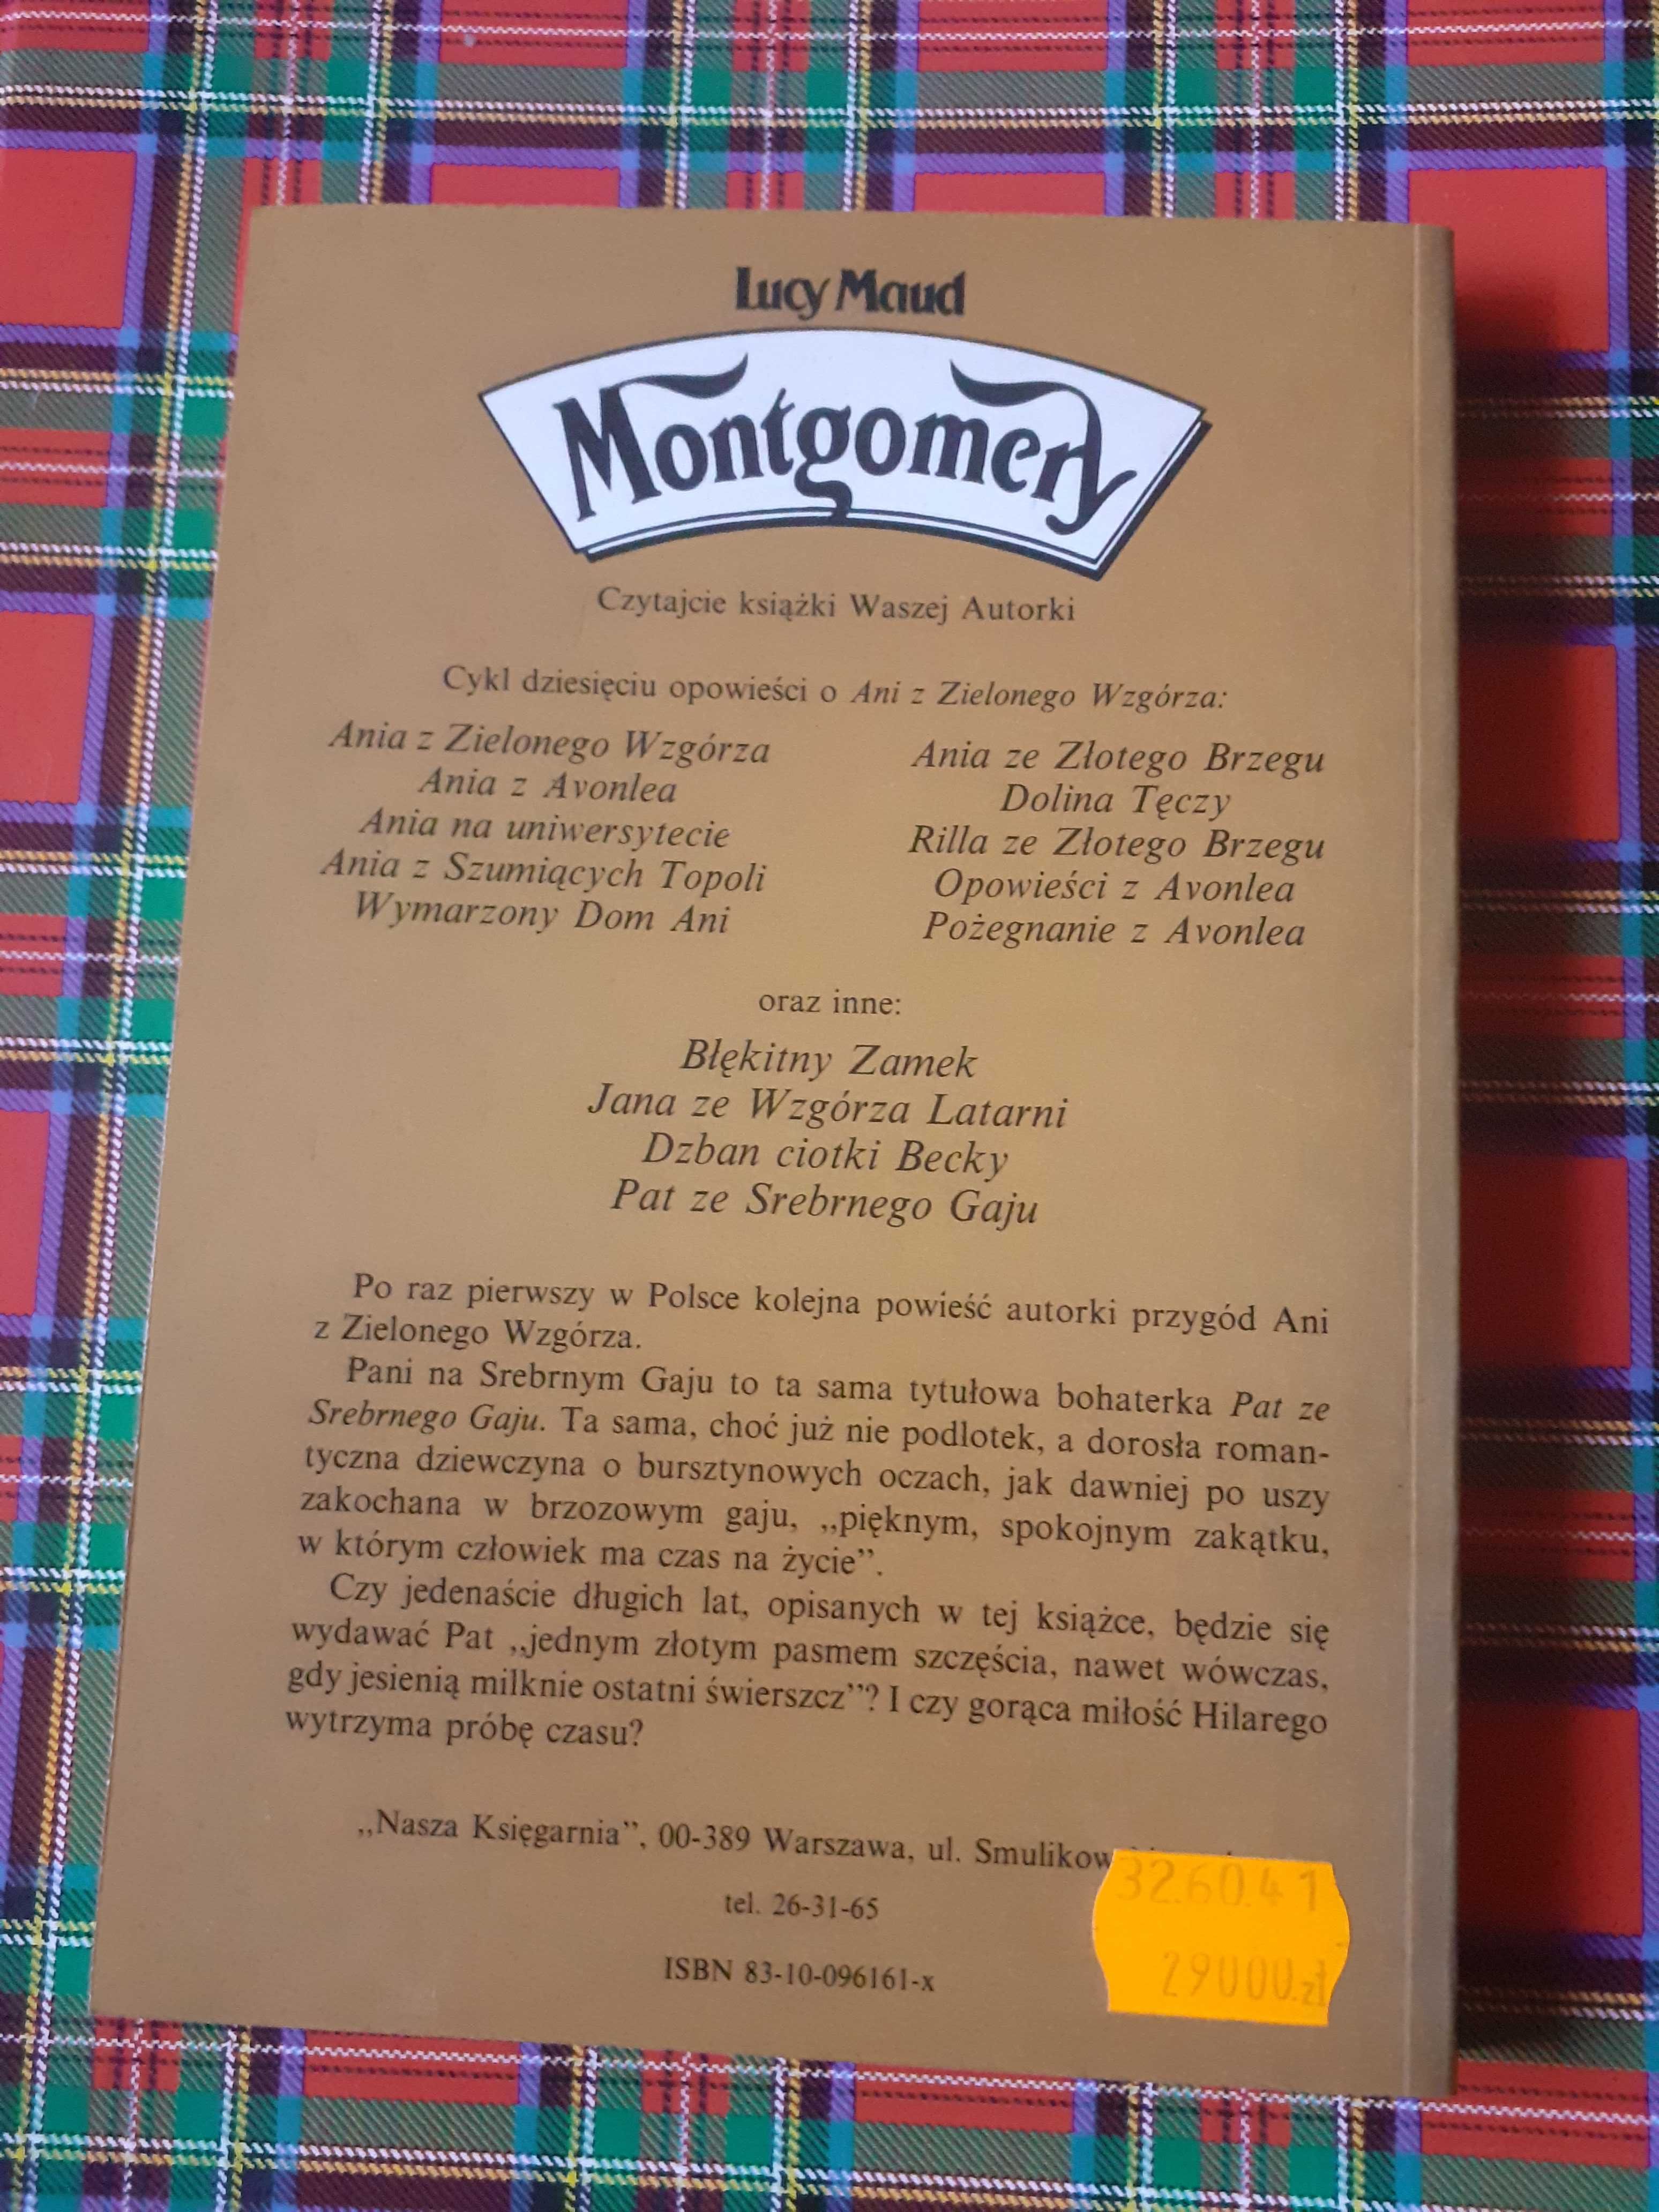 Lucy Maud
Montgomery
Czytajcie książki Waszej Autorki
Cykl dziesięciu opowieści o Ani z Zielonego Wzgórza:
Ania z Zielonego Wzgórza
Ania z Avonlea
Ania na uniwersytecie
Ania z Szumiących Topoli
Wymarzony Dom Ani
Ania ze Złotego Brzegu
Dolina Tęczy
Rilla ze Złotego Brzegu
Opowieści z Avonlea
Pożegnanie z Avonlea
oraz inne:
Błękitny Zamek
Jana ze Wzgórza Latarni
Dzban ciotki Becky
Pat ze Srebrnego Gaju
Po raz pierwszy w Polsce kolejna powieść autorki przygód Ani
z Zielonego Wzgórza.
Pani na Srebrnym Gaju to ta sama tytułowa bohaterka Pat ze
Srebrnego Gaju. Ta sama, choć już nie podlotek, a dorosła roman-
tyczna dziewczyna o bursztynowych oczach, jak dawniej po uszy
zakochana w brzozowym gaju, „pięknym, spokojnym zakątku,
w którym człowiek ma czas na życie”.
Czy jedenaście długich lat, opisanych w tej książce, będzie się
wydawać Pat „jednym złotym pasmem szczęścia, nawet wówczas,
gdy jesienią milknie ostatni świerszcz”? I czy gorąca miłość Hilarego
wytrzyma próbę czasu?
„Nasza Księgarnia”, 00-389 Warszawa, ul. Smulikow
tel. 26-31-65
ISBN 83-10-096161-x
32.60.41
29000.zł